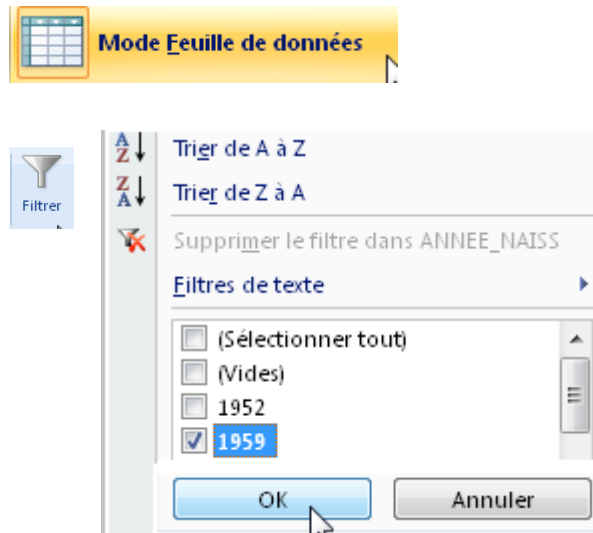 Mode Feuille de données
Filtrer
A Z Trier de A à Z
Z A Trier de Z à A
Supprimer le filtre dans ANNEE_NAISS
Filtres de texte
(Sélectionner tout)
(Vides)
1952
1959
OK Annuler